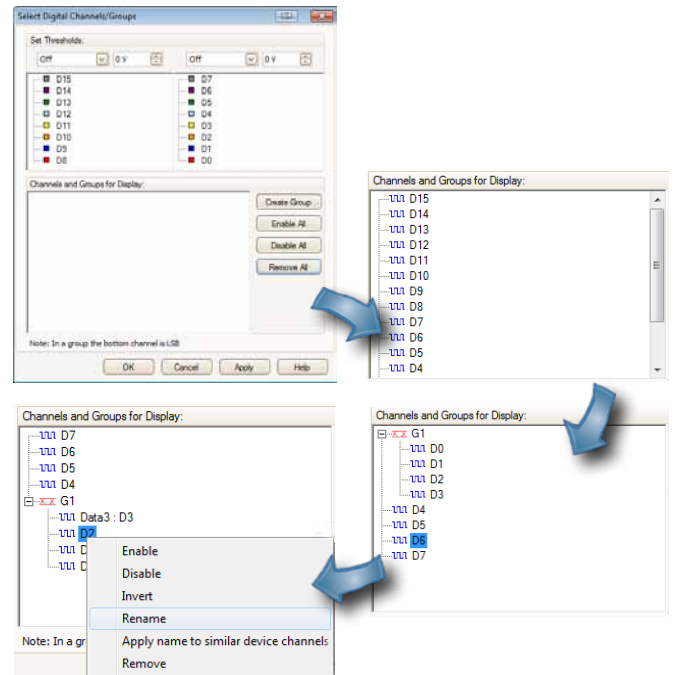 Select Digital Channels/Groups
Set Thresholds:
Off 0 V Off 0 V
D15 D7
D14 D6
D13 D5
D12 D4
D11 D3
D10 D2
D9 D1
D8 D0
Channels and Groups for Display:
Create Group
Enable All
Disable All
Remove All
Note: In a group the bottom channel is LSB
OK Cancel Apply Help
Channels and Groups for Display:
D15
D14
D13
D12
D11
D10
D9
D8
D7
D6
D5
D4
Channels and Groups for Display:
G1
D0
D1
D2
D3
D4
D5
D6
D7
Channels and Groups for Display:
D7
D6
D5
D4
G1
Data3 : D3
D2
D
D
Enable
Disable
Invert
Rename
Apply name to similar device channels
Remove
Note: In a gr